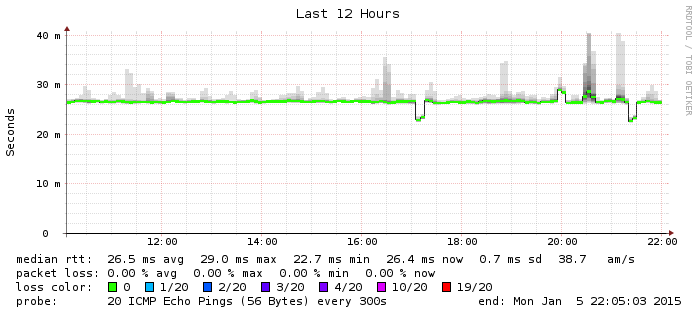 Last 12 Hours
RRDTOOL / TOBI OETIKER
Seconds
40 m
30 m
20 m
10 m
0
12:00 14:00 16:00 18:00 20:00 22:00
median rtt: 26.5 ms avg 29.0 ms max 22.7 ms min 26.4 ms now 0.7 ms sd 38.7 am/s
packet loss: 0.00 % avg 0.00 % max 0.00 % min 0.00 % now
loss color: 0 1/20 2/20 3/20 4/20 10/20 19/20
probe: 20 ICMP Echo Pings (56 Bytes) every 300s end: Mon Jan 5 22:05:03 2015